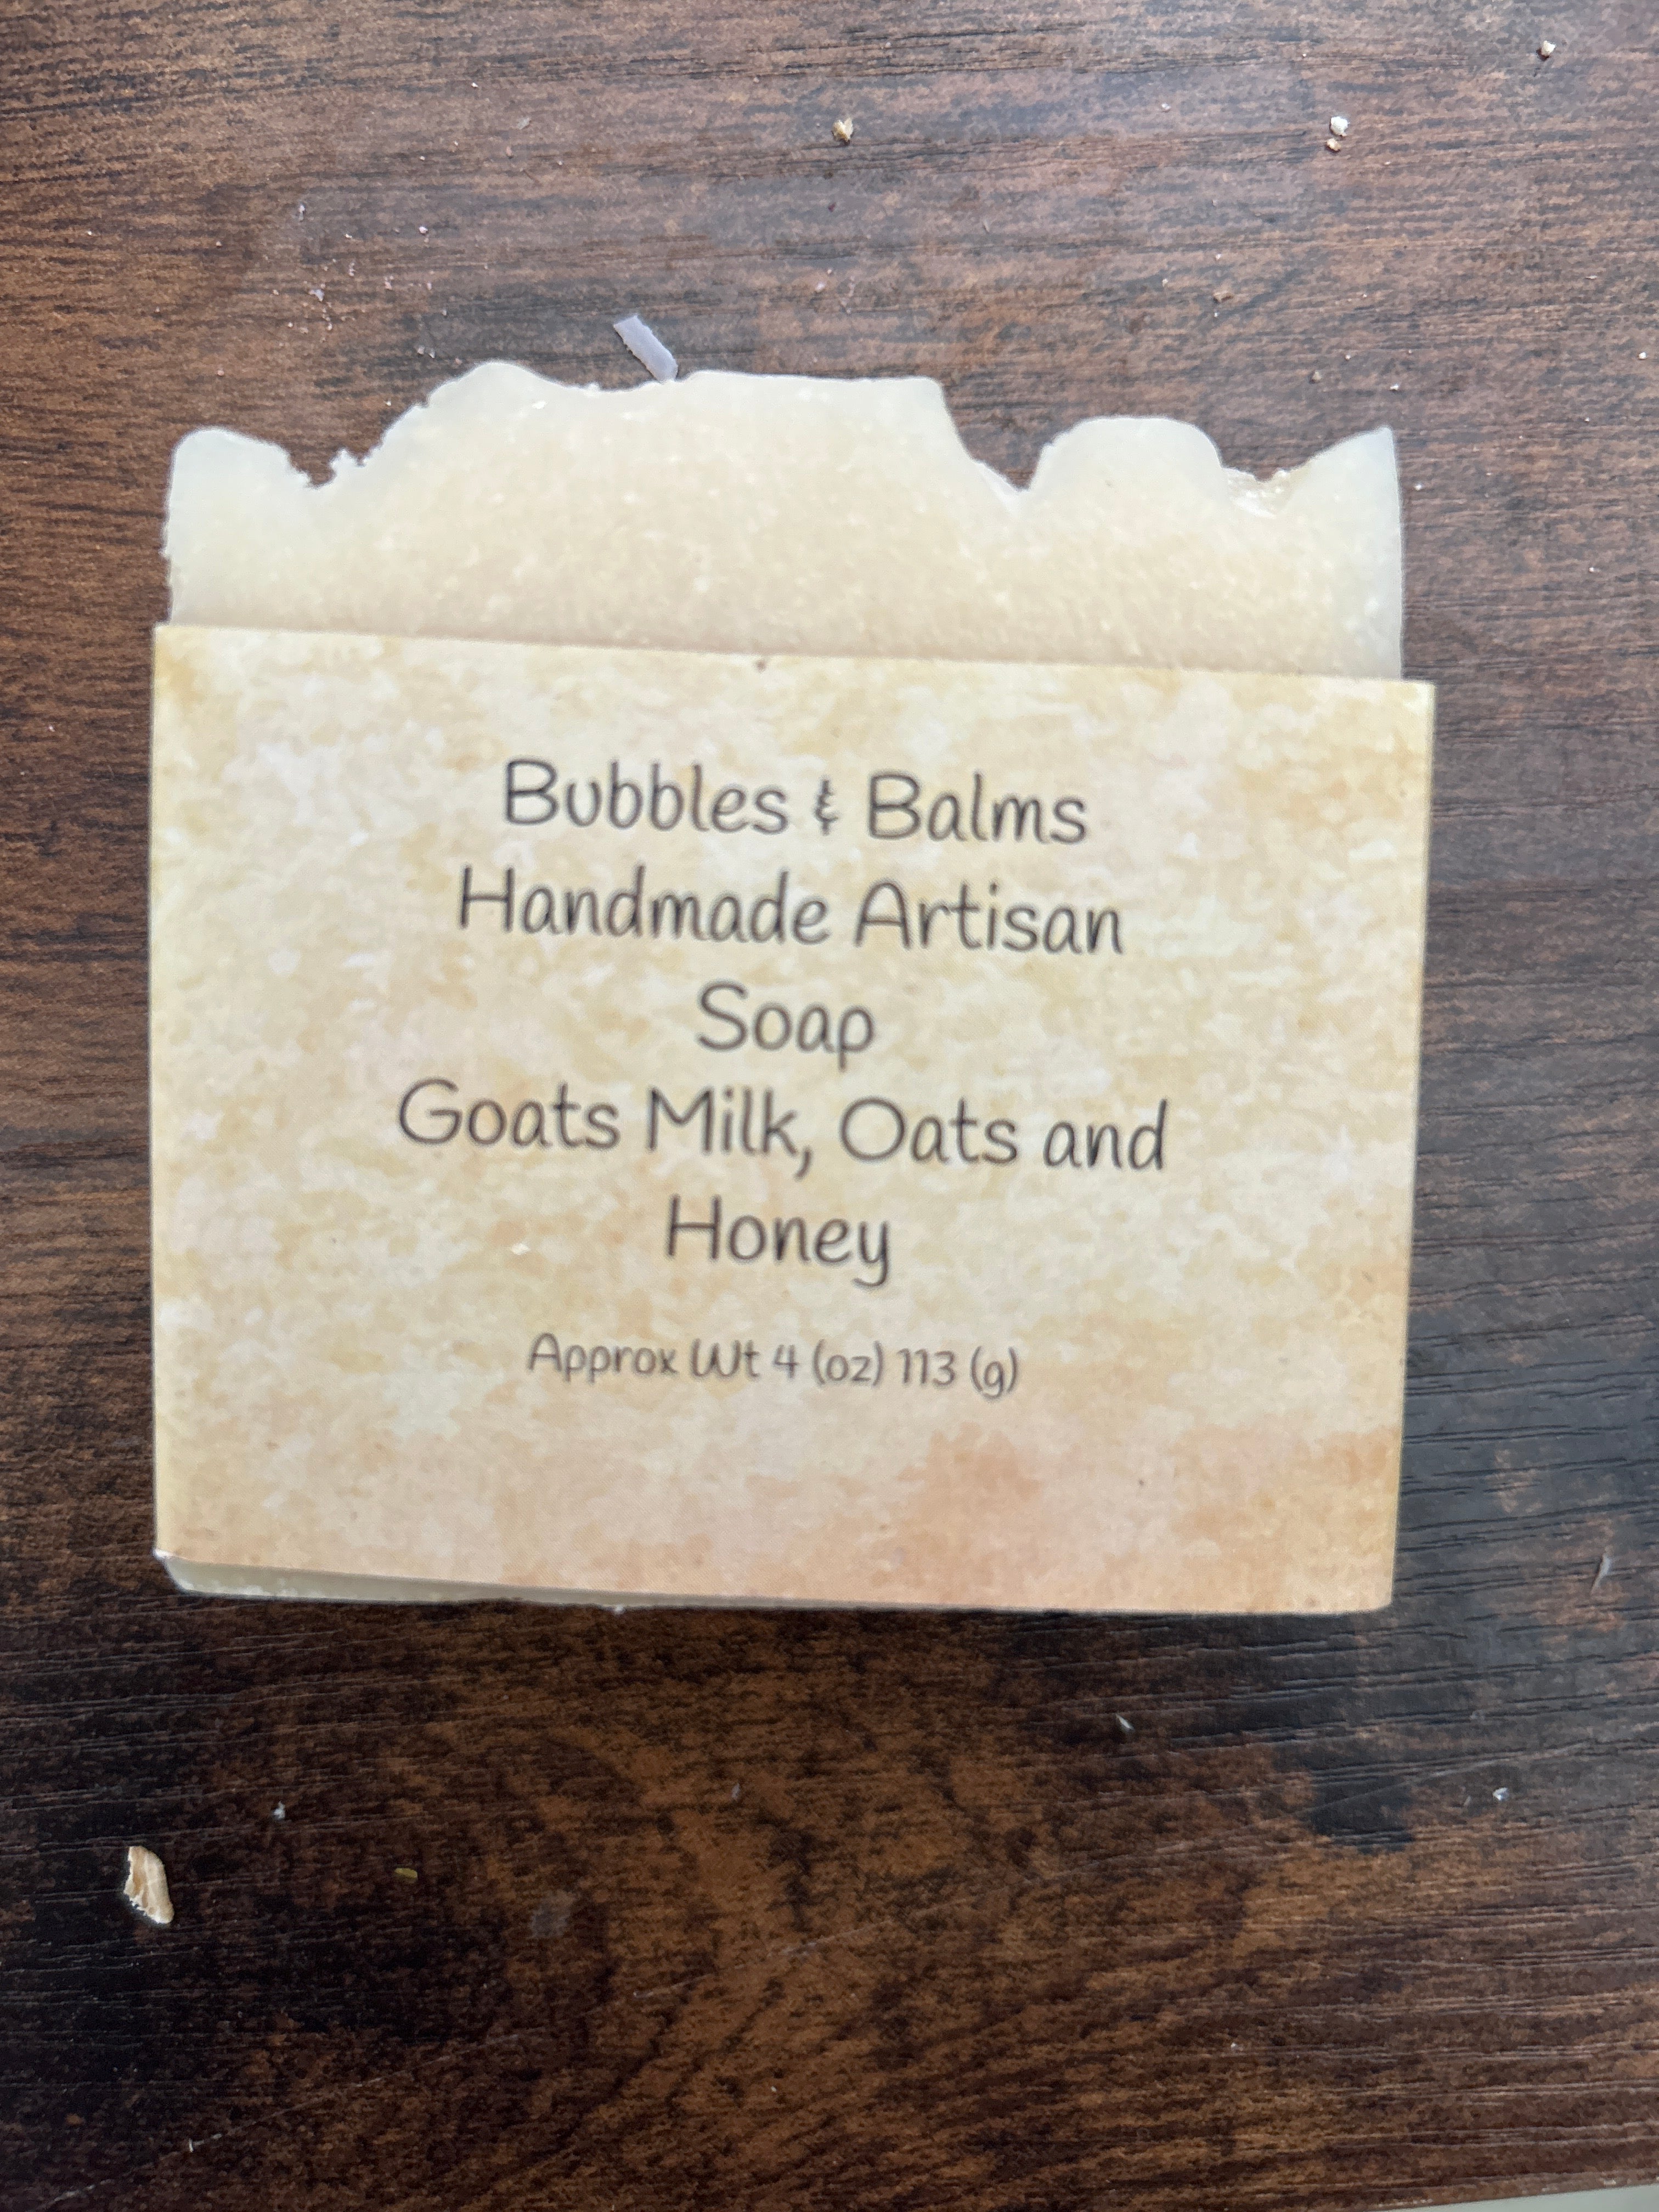 Bubbles & Balms
Handmade Artisan
Soap
Goats Milk, Oats and
Honey
Approx Wt 4 (oz) 113 (g)